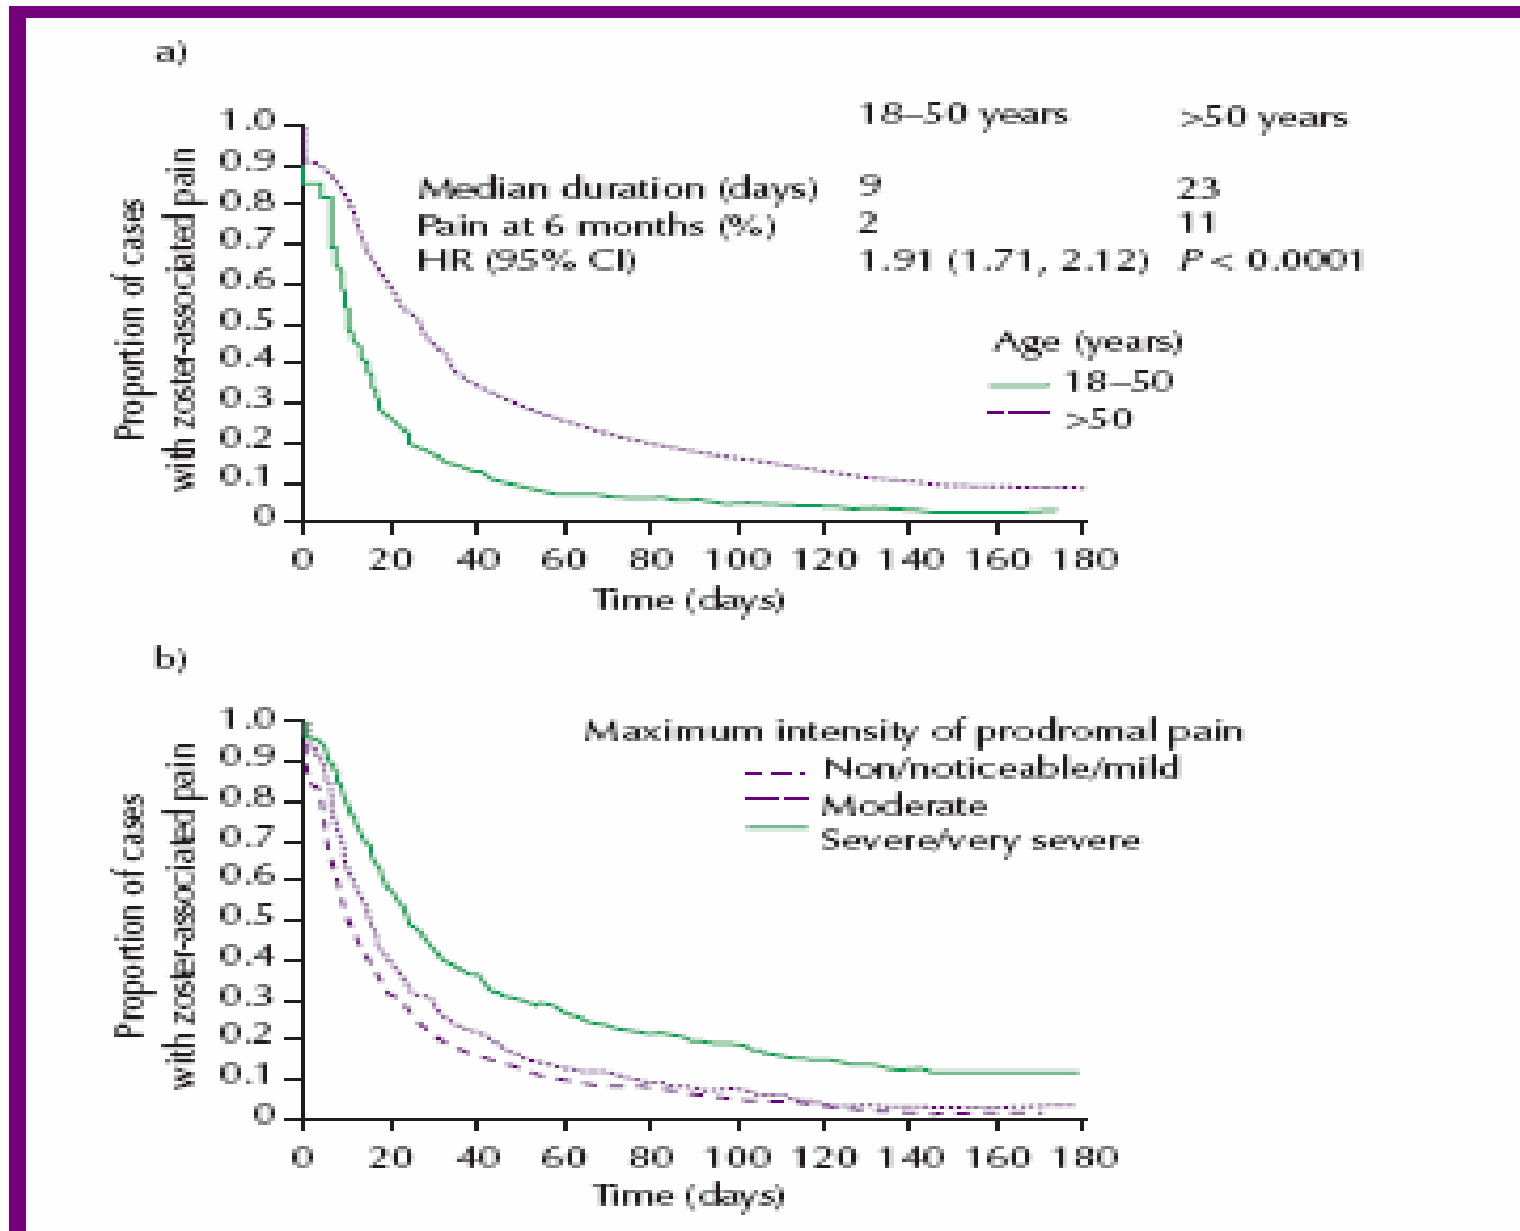 a)
18–50 years >50 years
Median duration (days) 9 23
Pain at 6 months (%) 2 11
HR (95% CI) 1.91 (1.71, 2.12) P < 0.0001
Age (years)
18–50
>50
Proportion of cases
with zoster-associated pain
1.0
0.9
0.8
0.7
0.6
0.5
0.4
0.3
0.2
0.1
0
0 20 40 60 80 100 120 140 160 180
Time (days)
b)
Maximum intensity of prodromal pain
Non/noticeable/mild
Moderate
Severe/very severe
Proportion of cases
with zoster-associated pain
1.0
0.9
0.8
0.7
0.6
0.5
0.4
0.3
0.2
0.1
0
0 20 40 60 80 100 120 140 160 180
Time (days)